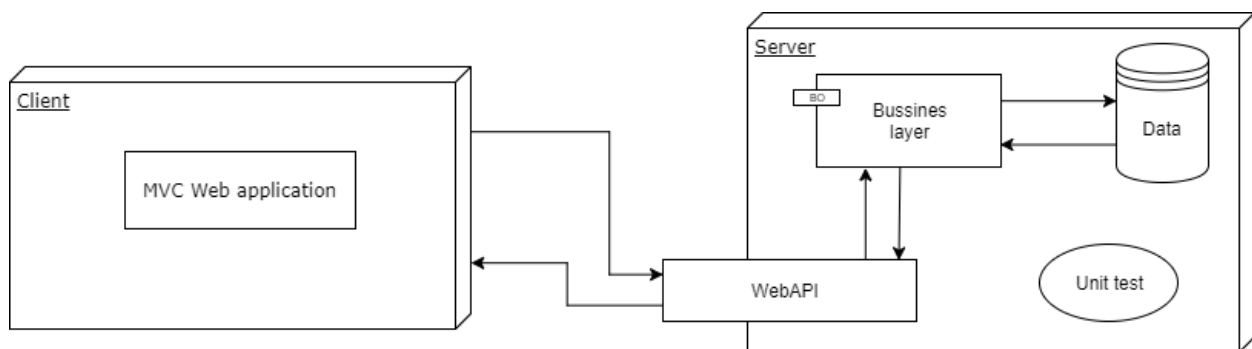 Client
MVC Web application
Server
BO
Bussines
layer
Data
WebAPI
Unit test